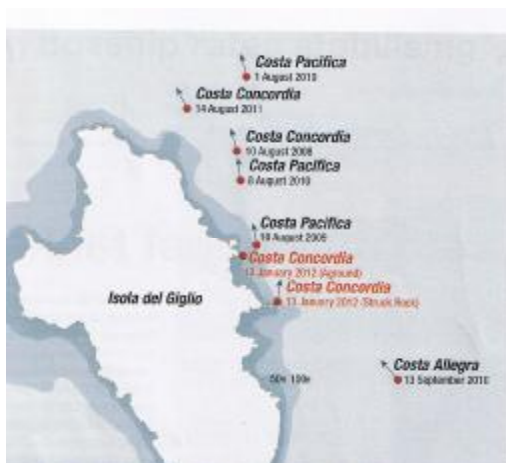 Costa Pacifica
1 August 2010
Costa Concordia
14 August 2011
Costa Concordia
10 August 2008
Costa Pacifica
8 August 2010
Costa Pacifica
August 2009
Costa Concordia
13 January 2012 (Aground)
Isola del Giglio
Costa Concordia
13 January 2012 (Struck Rock)
Costa Allegra
13 September 2010